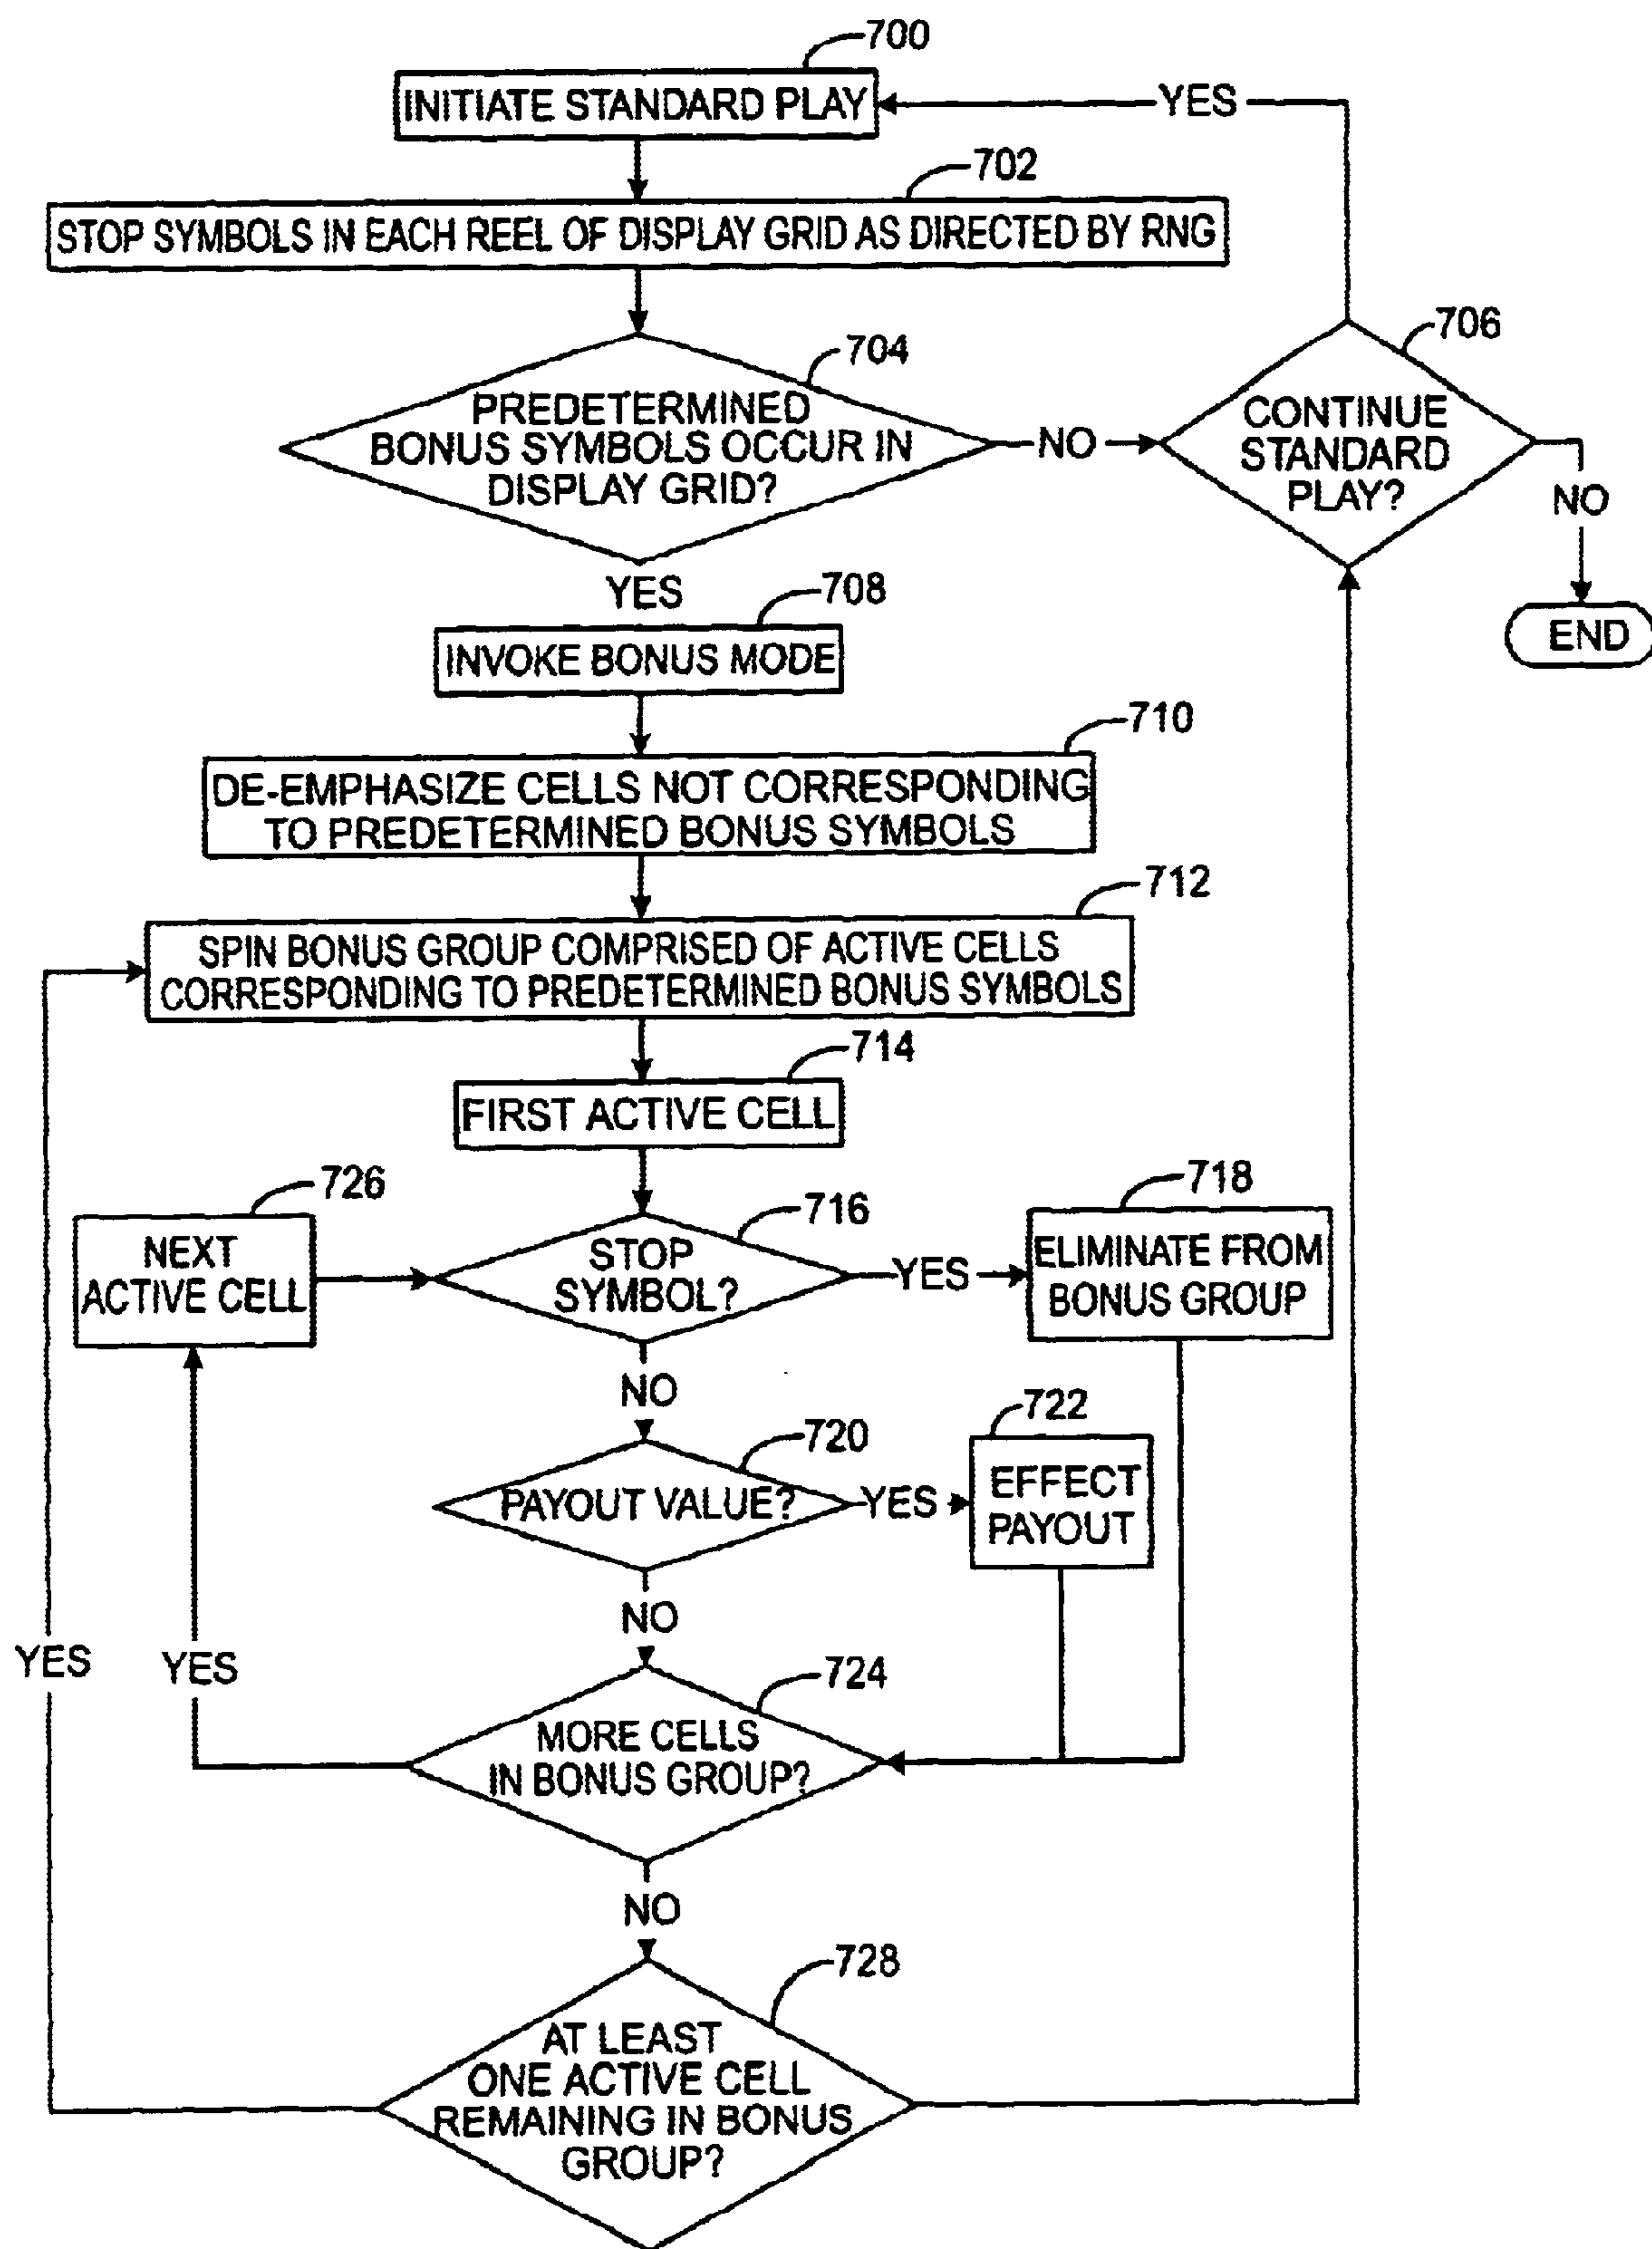 700
INITIATE STANDARD PLAY
YES
702
STOP SYMBOLS IN EACH REEL OF DISPLAY GRID AS DIRECTED BY RNG
704
PREDETERMINED
BONUS SYMBOLS OCCUR IN
DISPLAY GRID?
NO
706
CONTINUE
STANDARD
PLAY?
NO
END
YES
708
INVOKE BONUS MODE
710
DE-EMPHASIZE CELLS NOT CORRESPONDING
TO PREDETERMINED BONUS SYMBOLS
712
SPIN BONUS GROUP COMPRISED OF ACTIVE CELLS
CORRESPONDING TO PREDETERMINED BONUS SYMBOLS
714
FIRST ACTIVE CELL
726
NEXT
ACTIVE CELL
716
STOP
SYMBOL?
YES
718
ELIMINATE FROM
BONUS GROUP
NO
720
PAYOUT VALUE?
YES
722
EFFECT
PAYOUT
NO
YES
YES
724
MORE CELLS
IN BONUS GROUP?
NO
728
AT LEAST
ONE ACTIVE CELL
REMAINING IN BONUS
GROUP?